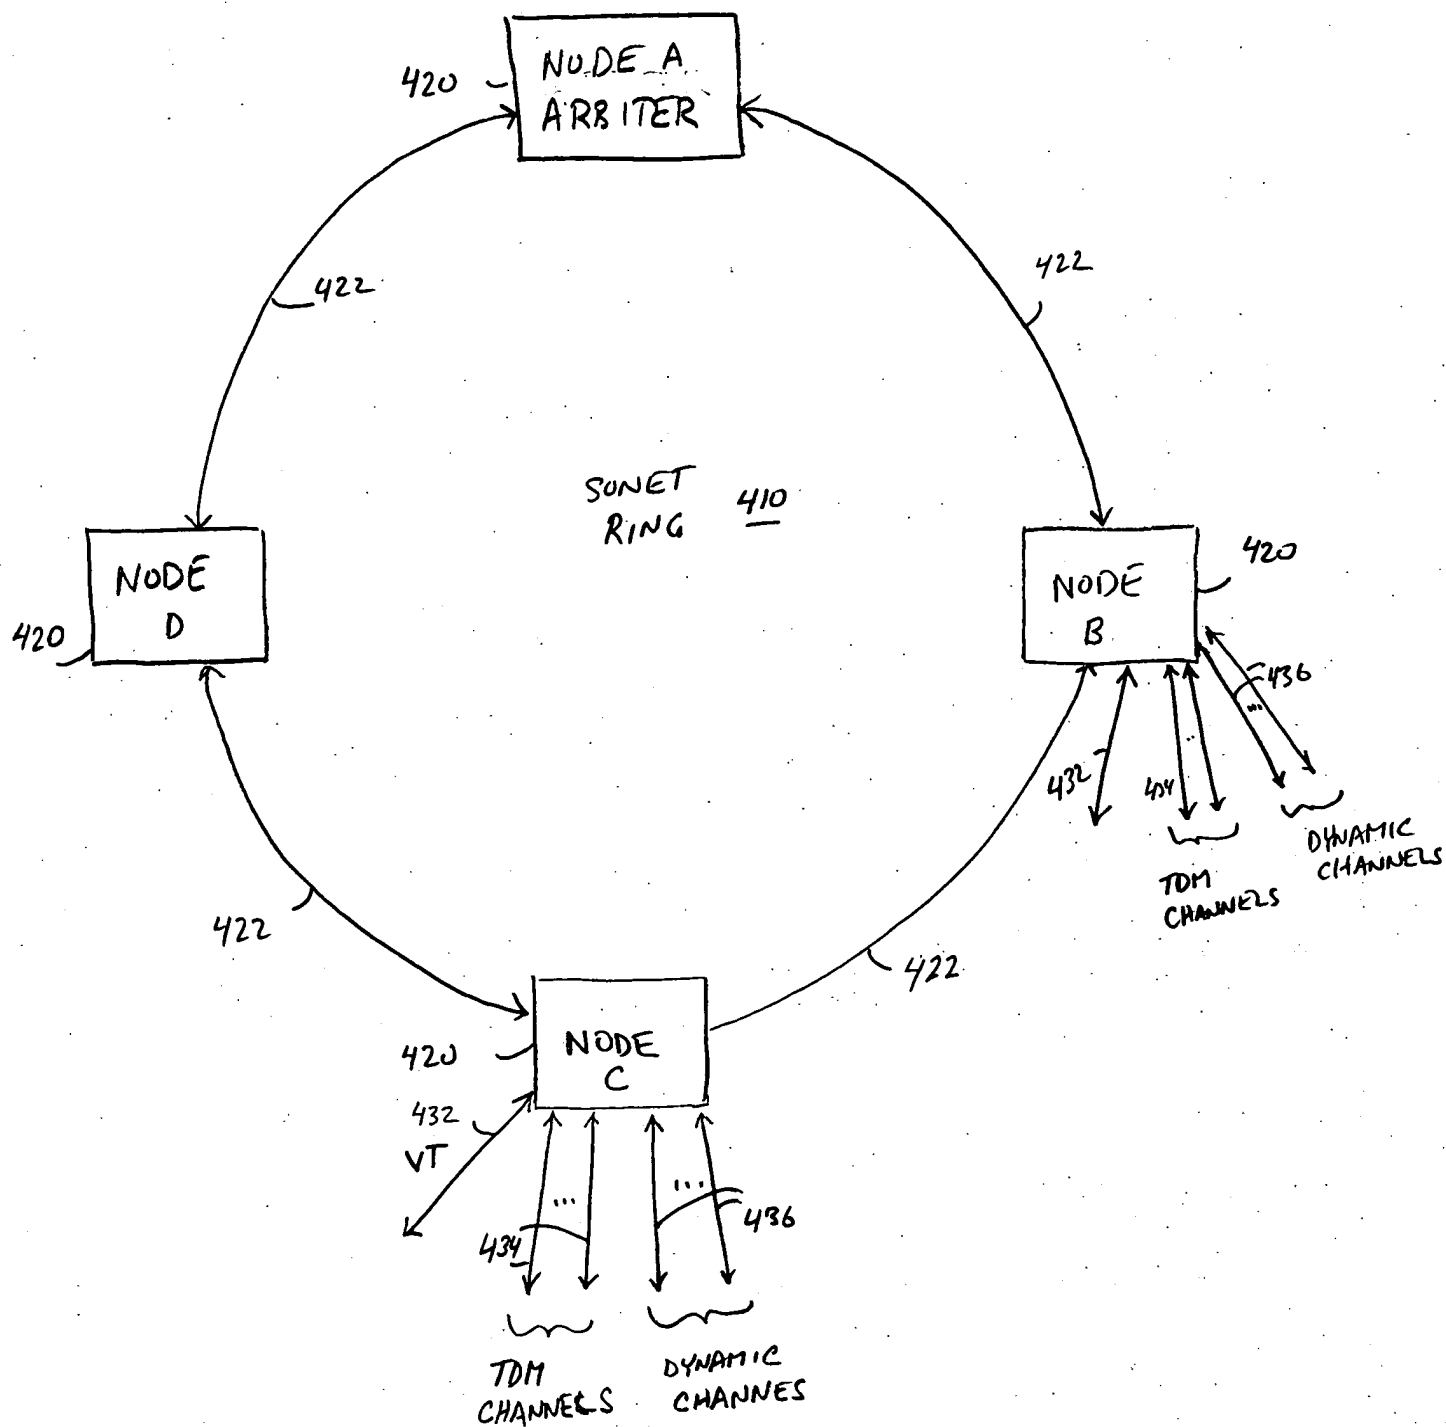 NODE A
ARBITER
420
422
422
SONET
RING
410
NODE
D
420
NODE
B
420
436
...
432
434
..
TDM
CHANNELS
DYNAMIC
CHANNELS
422
422
NODE
C
420
432
VT
...
434
...
436
TDM
CHANNELS
DYNAMIC
CHANNES